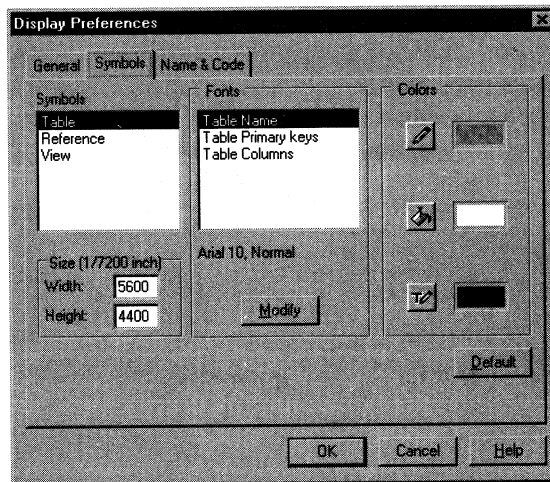 Display Preferences
General Symbols Name & Code
Symbols
Table
Reference
View
Size (1/7200 inch)
Width: 5600
Height: 4400
Fonts
Table Name
Table Primary keys
Table Columns
Arial 10, Normal
Modify
Colors
T
Default
OK Cancel Help